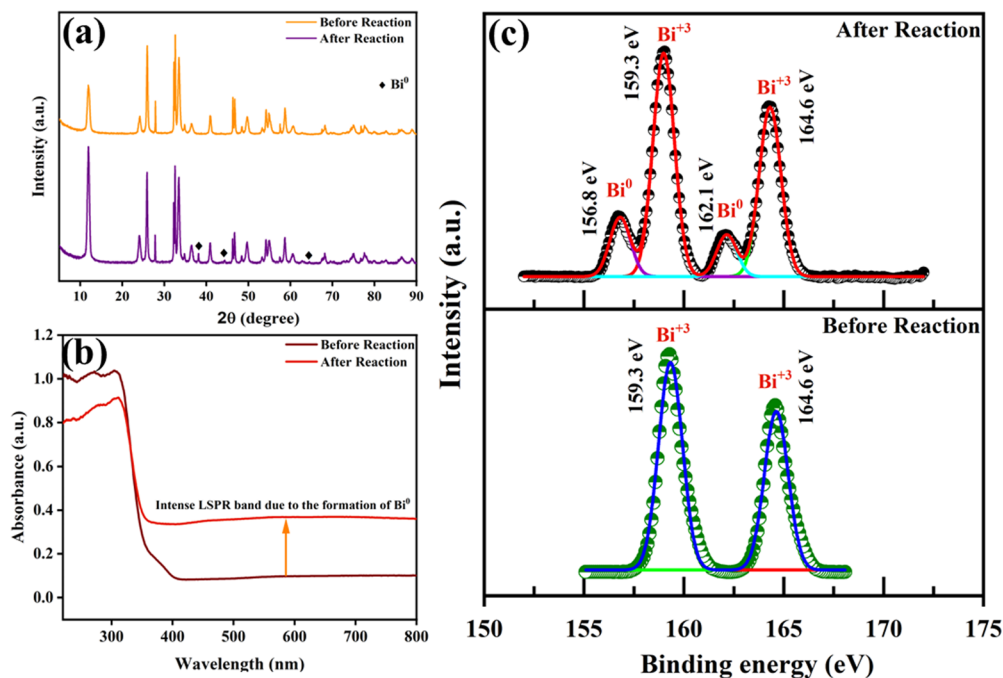 (a)
Before Reaction
After Reaction
◆ Bi⁰
Intensity (a.u.)
10 20 30 40 50 60 70 80 90
2θ (degree)
(b)
Before Reaction
After Reaction
Intense LSPR band due to the formation of Bi⁰
Absorbance (a.u.)
1.2
1.0
0.8
0.6
0.4
0.2
0.0
300 400 500 600 700 800
Wavelength (nm)
(c)
After Reaction
Bi⁺³
159.3 eV
Bi⁺³
164.6 eV
Bi⁰
156.8 eV
Bi⁰
162.1 eV
Before Reaction
Bi⁺³
159.3 eV
Bi⁺³
164.6 eV
Intensity (a.u.)
150 155 160 165 170 175
Binding energy (eV)